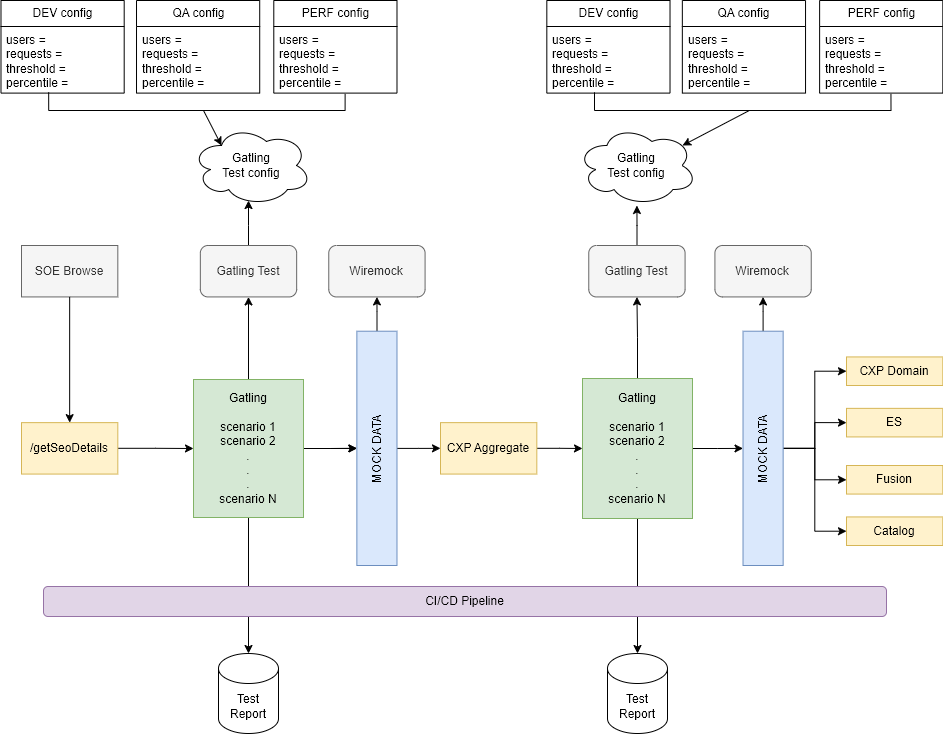 DEV config
users =
requests =
threshold =
percentile =
QA config
users =
requests =
threshold =
percentile =
PERF config
users =
requests =
threshold =
percentile =
DEV config
users =
requests =
threshold =
percentile =
QA config
users =
requests =
threshold =
percentile =
PERF config
users =
requests =
threshold =
percentile =
Gatling
Test config
Gatling
Test config
SOE Browse
Gatling Test
Wiremock
Gatling Test
Wiremock
/getSeoDetails
Gatling
scenario 1
scenario 2
.
.
.
scenario N
MOCK DATA
CXP Aggregate
Gatling
scenario 1
scenario 2
.
.
.
scenario N
MOCK DATA
CXP Domain
ES
Fusion
Catalog
CI/CD Pipeline
Test
Report
Test
Report